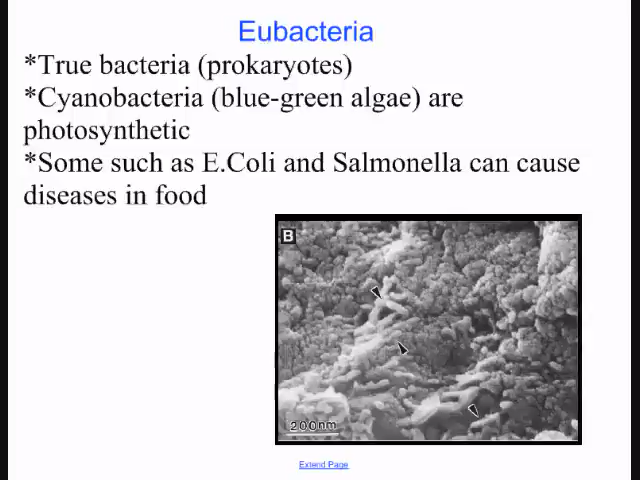 Eubacteria
*True bacteria (prokaryotes)
*Cyanobacteria (blue-green algae) are
photosynthetic
*Some such as E.Coli and Salmonella can cause
diseases in food
B
200nm
Extend Page